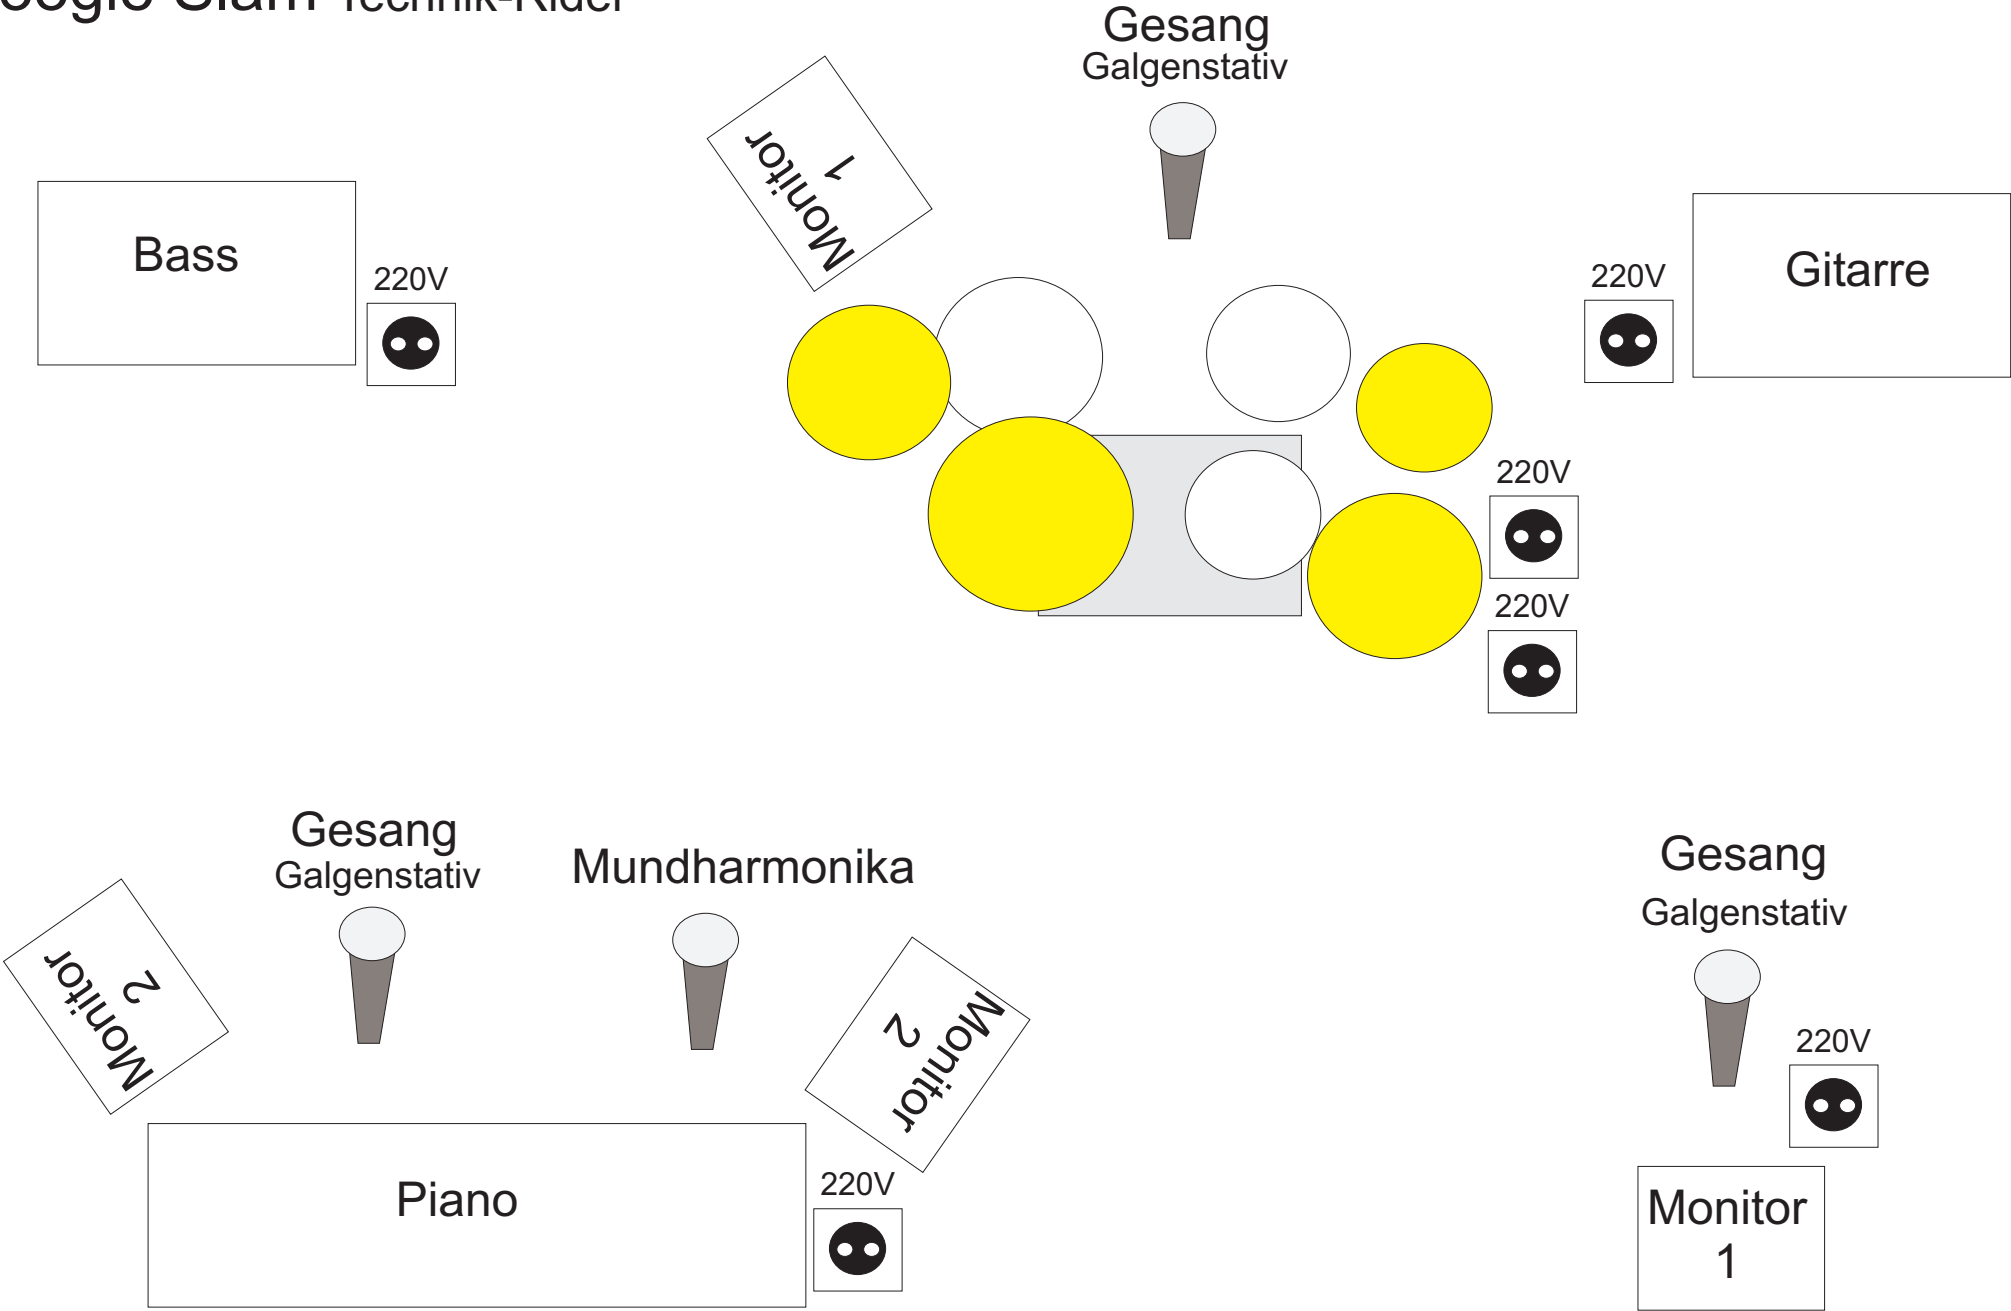 Slam Technik-Rider
Gesang
Galgenstativ
Monitor
1
Bass
220V
220V
Gitarre
220V
220V
Gesang
Galgenstativ
Mundharmonika
Gesang
Galgenstativ
Monitor
2
Monitor
2
220V
Piano
220V
Monitor
1